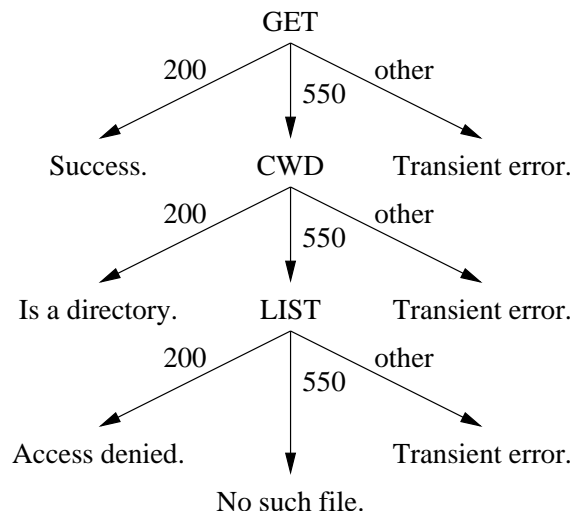 GET
200
550
other
Success.
CWD
Transient error.
200
550
other
Is a directory.
LIST
Transient error.
200
550
other
Access denied.
Transient error.
No such file.